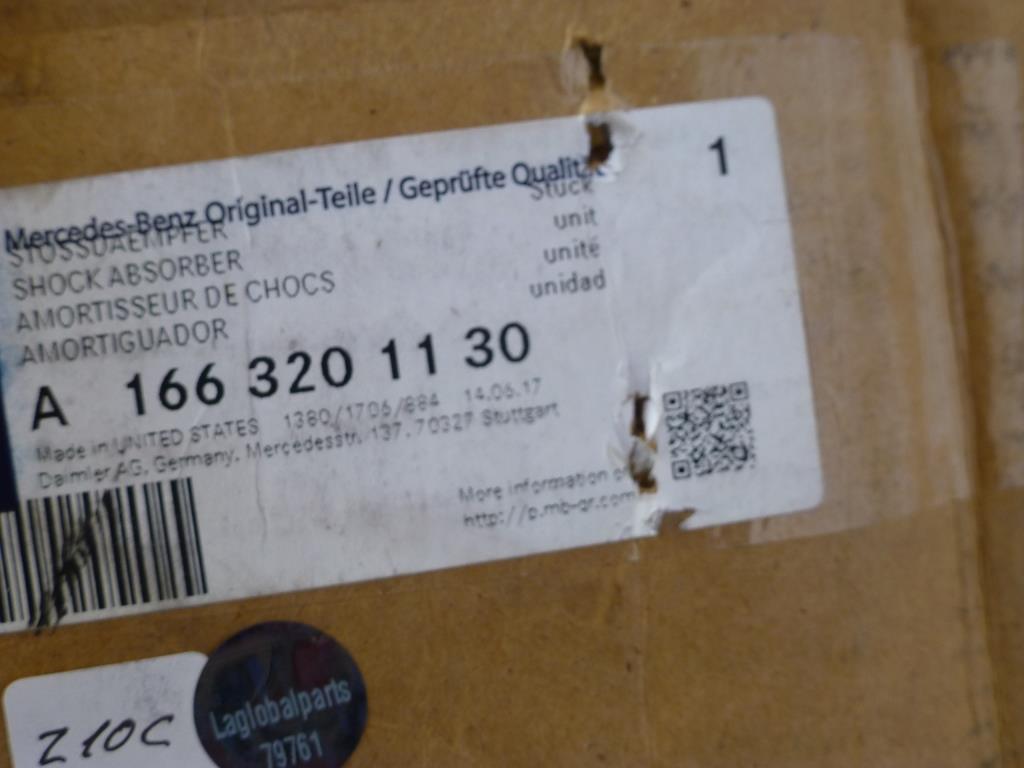 Mercedes-Benz Original-Teile / Geprüfte Qualität
1
STOSSDAEMPFER
SHOCK ABSORBER
AMORTISSEUR DE CHOCS
AMORTIGUADOR
Stück
unit
unité
unidad
A 166 320 11 30
Made in UNITED STATES 1380/1706/884 14.06.17
Daimler AG, Germany, Mercedesstr. 137, 70327 Stuttgart
More information
http://p.mb-qr.com
Z10C
Laglobalparts
79761